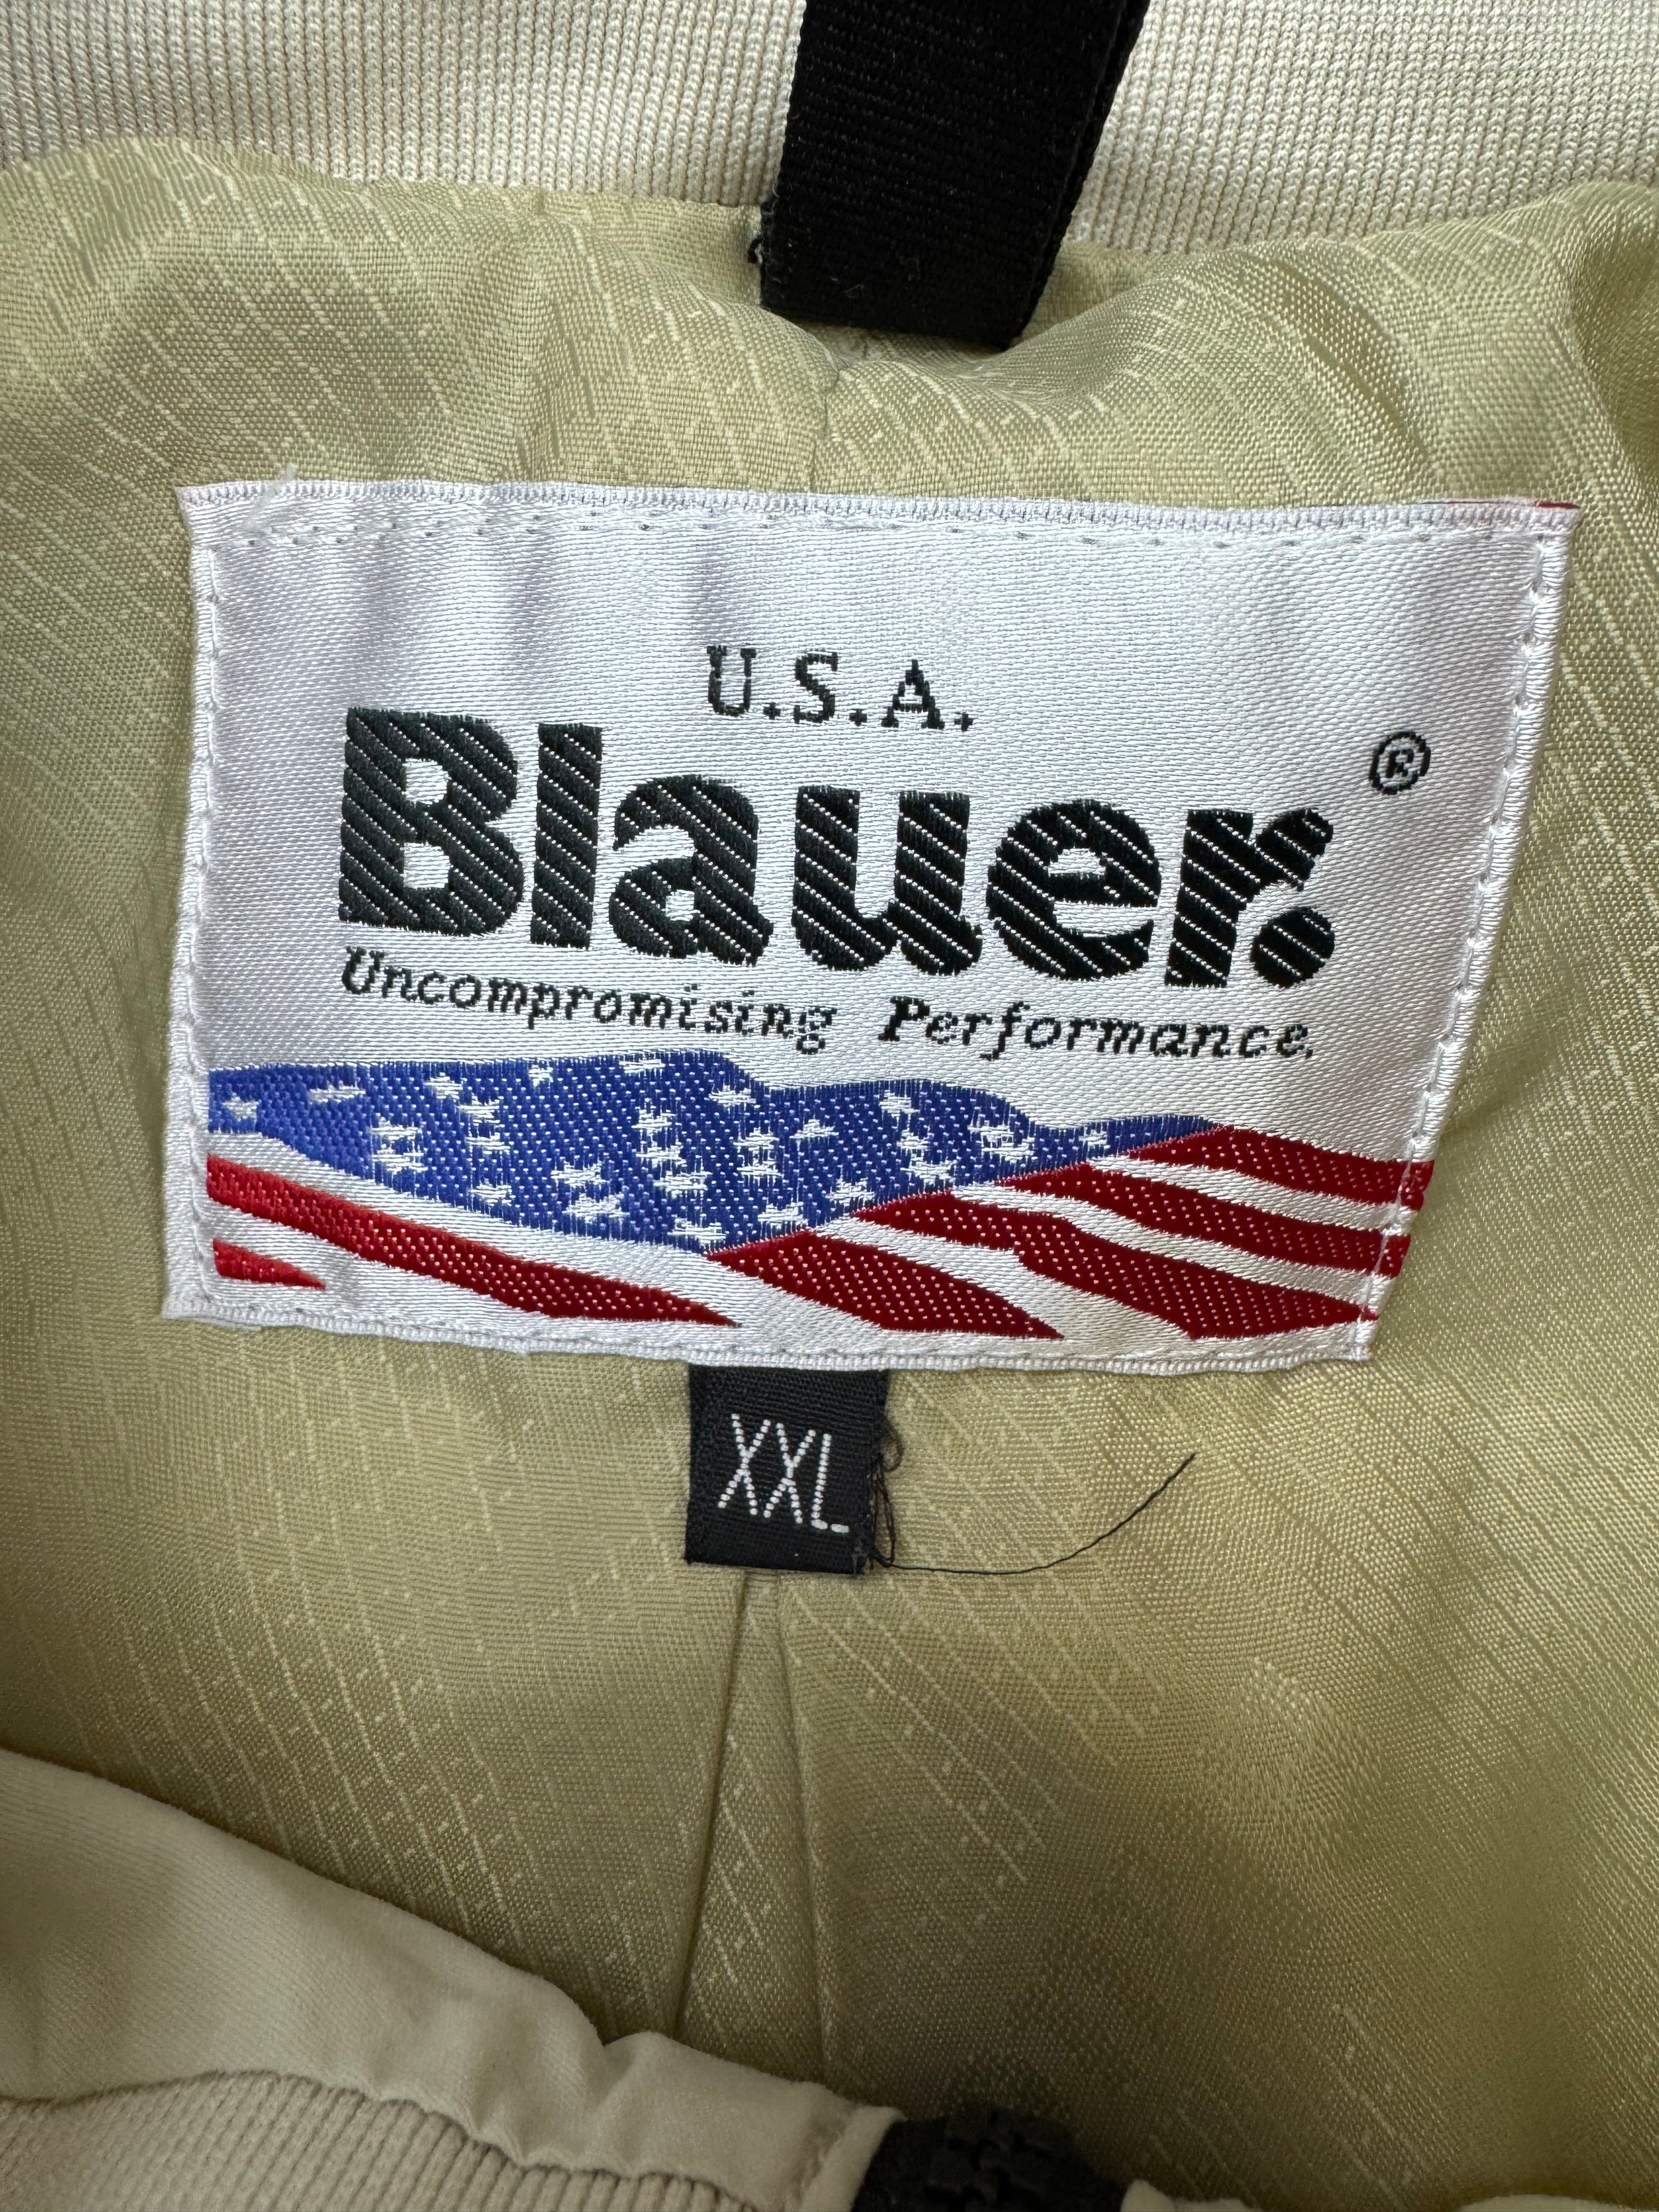 U.S.A.
Blauer.®
Uncompromising Performance.
XXL